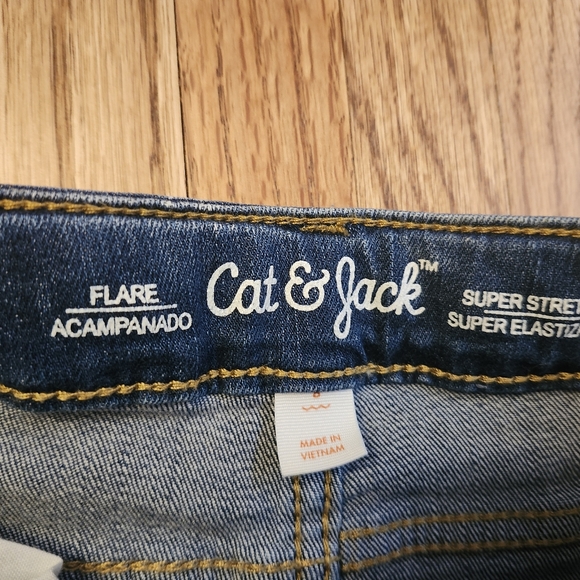 FLARE
ACAMPANADO
Cat & Jack™
SUPER STRET
SUPER ELASTIZ
MADE IN
VIETNAM